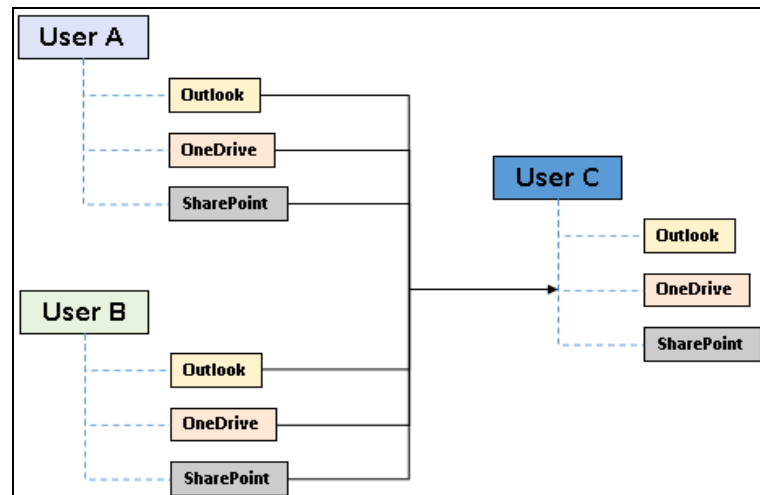 User A
Outlook
OneDrive
SharePoint
User C
Outlook
OneDrive
SharePoint
User B
Outlook
OneDrive
SharePoint